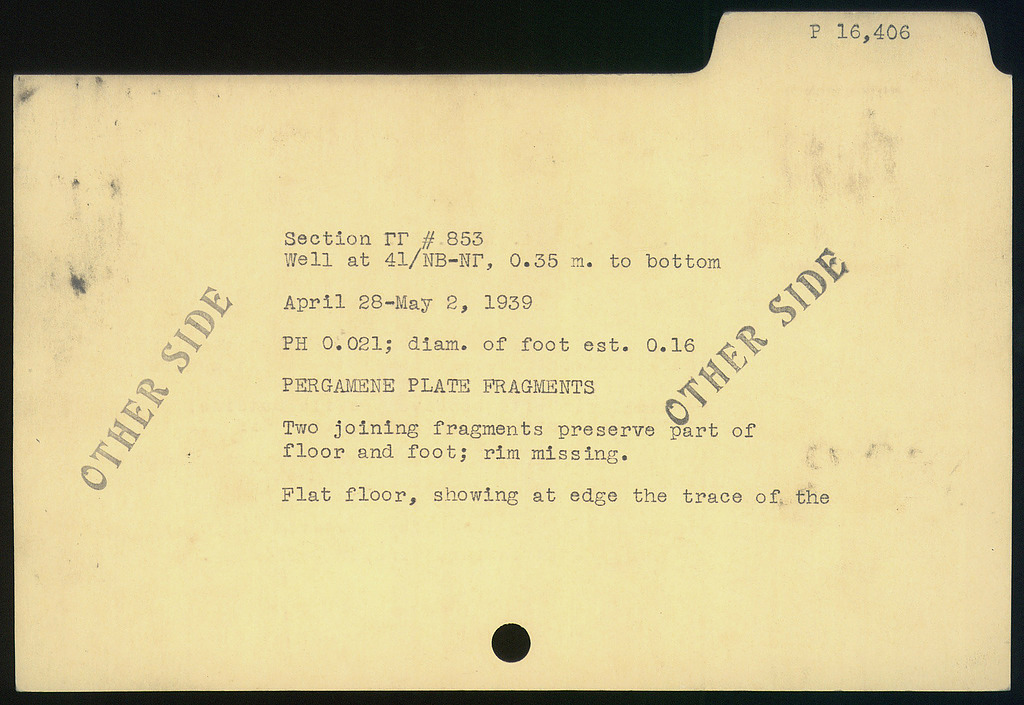 P 16,406
Section ΓΓ # 853
Well at 41/ΝΒ-ΝΓ, 0.35 m. to bottom
April 28-May 2, 1939
PH 0.021; diam. of foot est. 0.16
PERGAMENE PLATE FRAGMENTS
Two joining fragments preserve part of
floor and foot; rim missing.
Flat floor, showing at edge the trace of the
OTHER SIDE
OTHER SIDE